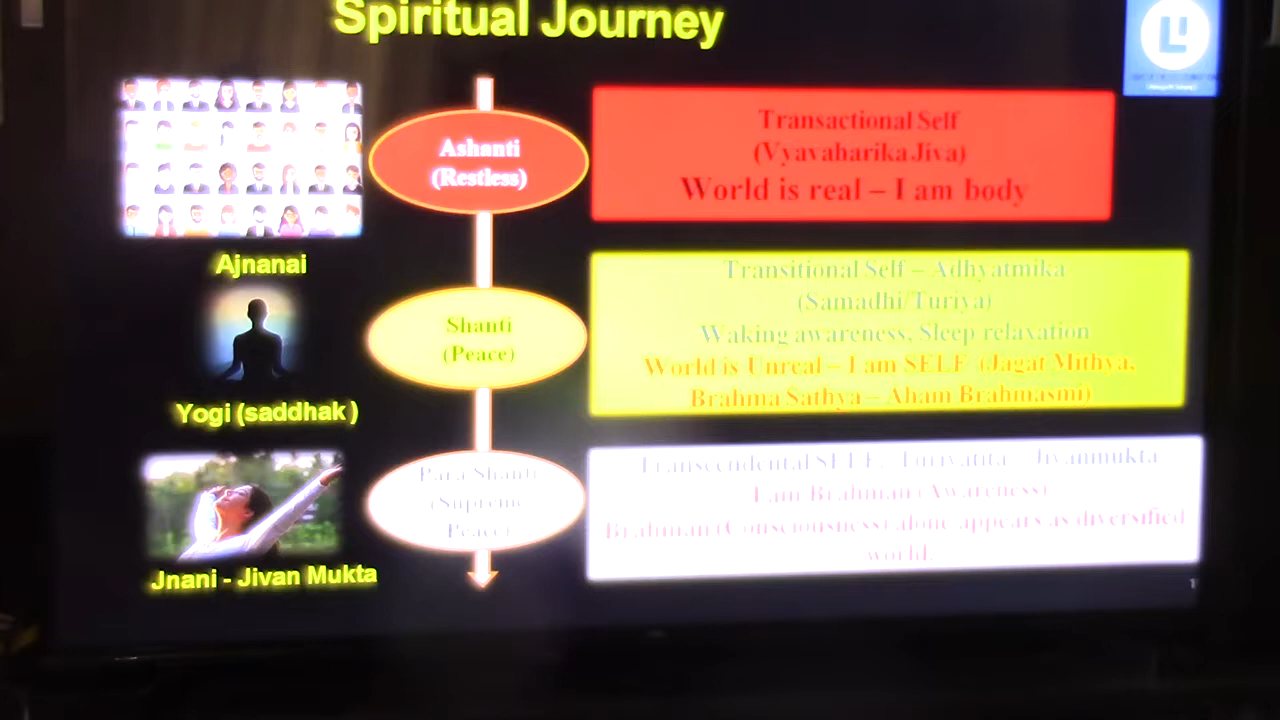 Spiritual Journey
Ashanti
(Restless)
Transactional Self
(Vyavaharika Jiva)
World is real – I am body
Ajnanai
Shanti
(Peace)
Transitional Self – Adhyatmika
(Samadhi/Turiya)
Waking awareness, Sleep relaxation
World is Unreal – I am SELF (Jagat Mithya,
Brahma Sathya – Aham Brahmasmi)
Yogi (saddhak)
Para Shanti
(Supreme
Peace)
Transcendental SELF, Turiyatita – Jivanmukta
I am Brahman (Awareness)
Brahman (Consciousness) alone appears as diversified
world.
Jnani - Jivan Mukta
1